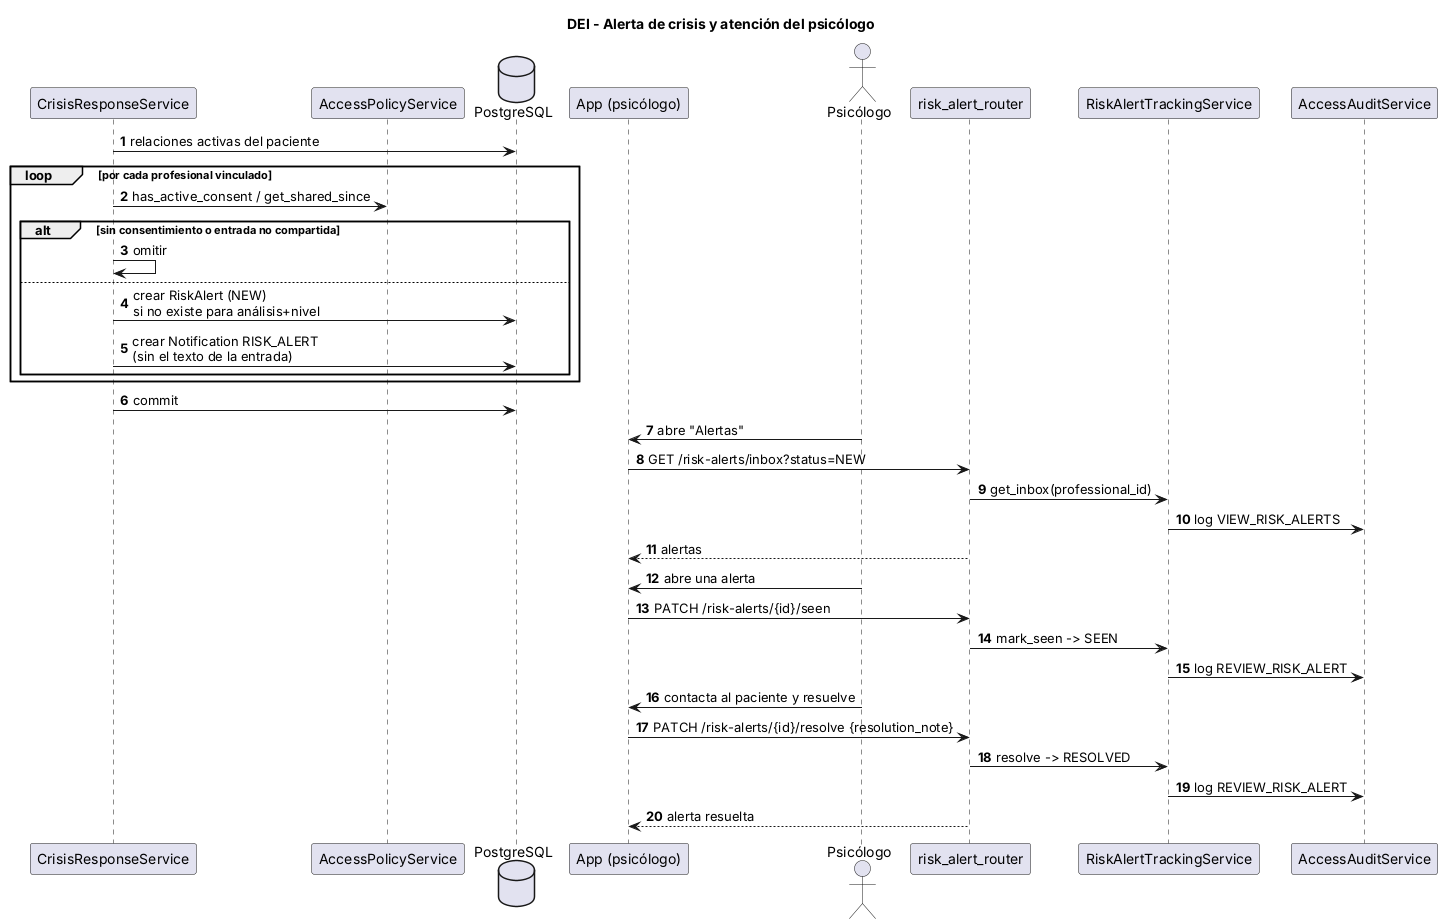 DEI - Alerta de crisis y atención del psicólogo
CrisisResponseService
AccessPolicyService
PostgreSQL
App (psicólogo)
Psicólogo
risk_alert_router
RiskAlertTrackingService
AccessAuditService
1 relaciones activas del paciente
loop [por cada profesional vinculado]
2 has_active_consent / get_shared_since
alt [sin consentimiento o entrada no compartida]
3 omitir
4 crear RiskAlert (NEW)
si no existe para análisis+nivel
5 crear Notification RISK_ALERT
(sin el texto de la entrada)
6 commit
7 abre "Alertas"
8 GET /risk-alerts/inbox?status=NEW
9 get_inbox(professional_id)
10 log VIEW_RISK_ALERTS
11 alertas
12 abre una alerta
13 PATCH /risk-alerts/{id}/seen
14 mark_seen -> SEEN
15 log REVIEW_RISK_ALERT
16 contacta al paciente y resuelve
17 PATCH /risk-alerts/{id}/resolve {resolution_note}
18 resolve -> RESOLVED
19 log REVIEW_RISK_ALERT
20 alerta resuelta
CrisisResponseService
AccessPolicyService
PostgreSQL
App (psicólogo)
Psicólogo
risk_alert_router
RiskAlertTrackingService
AccessAuditService